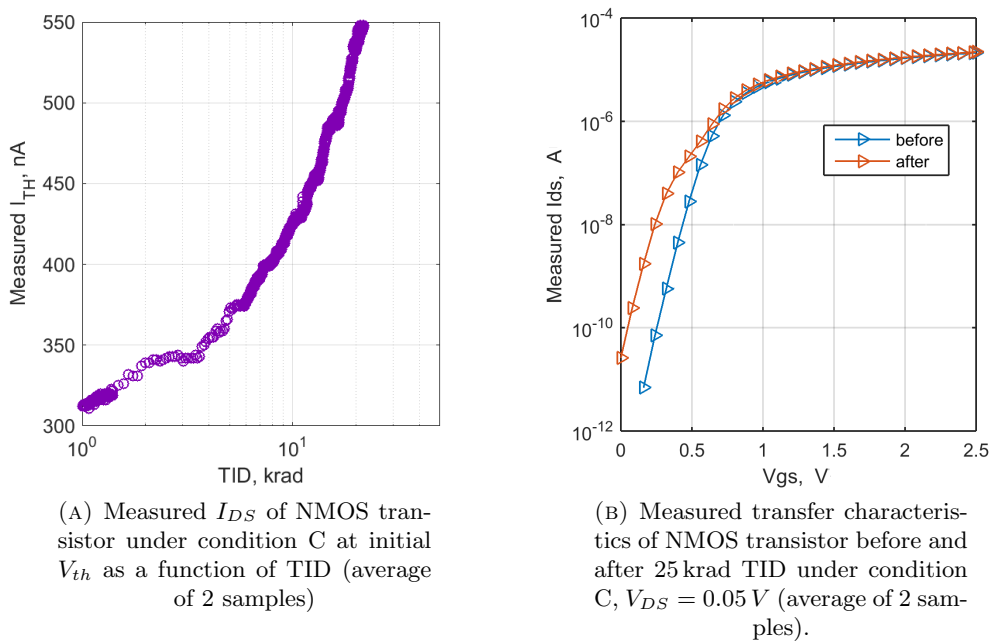 550
500
450
400
350
300
Measured I_TH, nA
10^0
10^1
TID, krad
(A) Measured I_DS of NMOS tran-
sistor under condition C at initial
V_th as a function of TID (average
of 2 samples)
10^-4
10^-6
10^-8
10^-10
10^-12
Measured Ids, A
before
after
0
0.5
1
1.5
2
2.5
Vgs, V
(B) Measured transfer characteris-
tics of NMOS transistor before and
after 25 krad TID under condition
C, V_DS = 0.05 V (average of 2 sam-
ples).